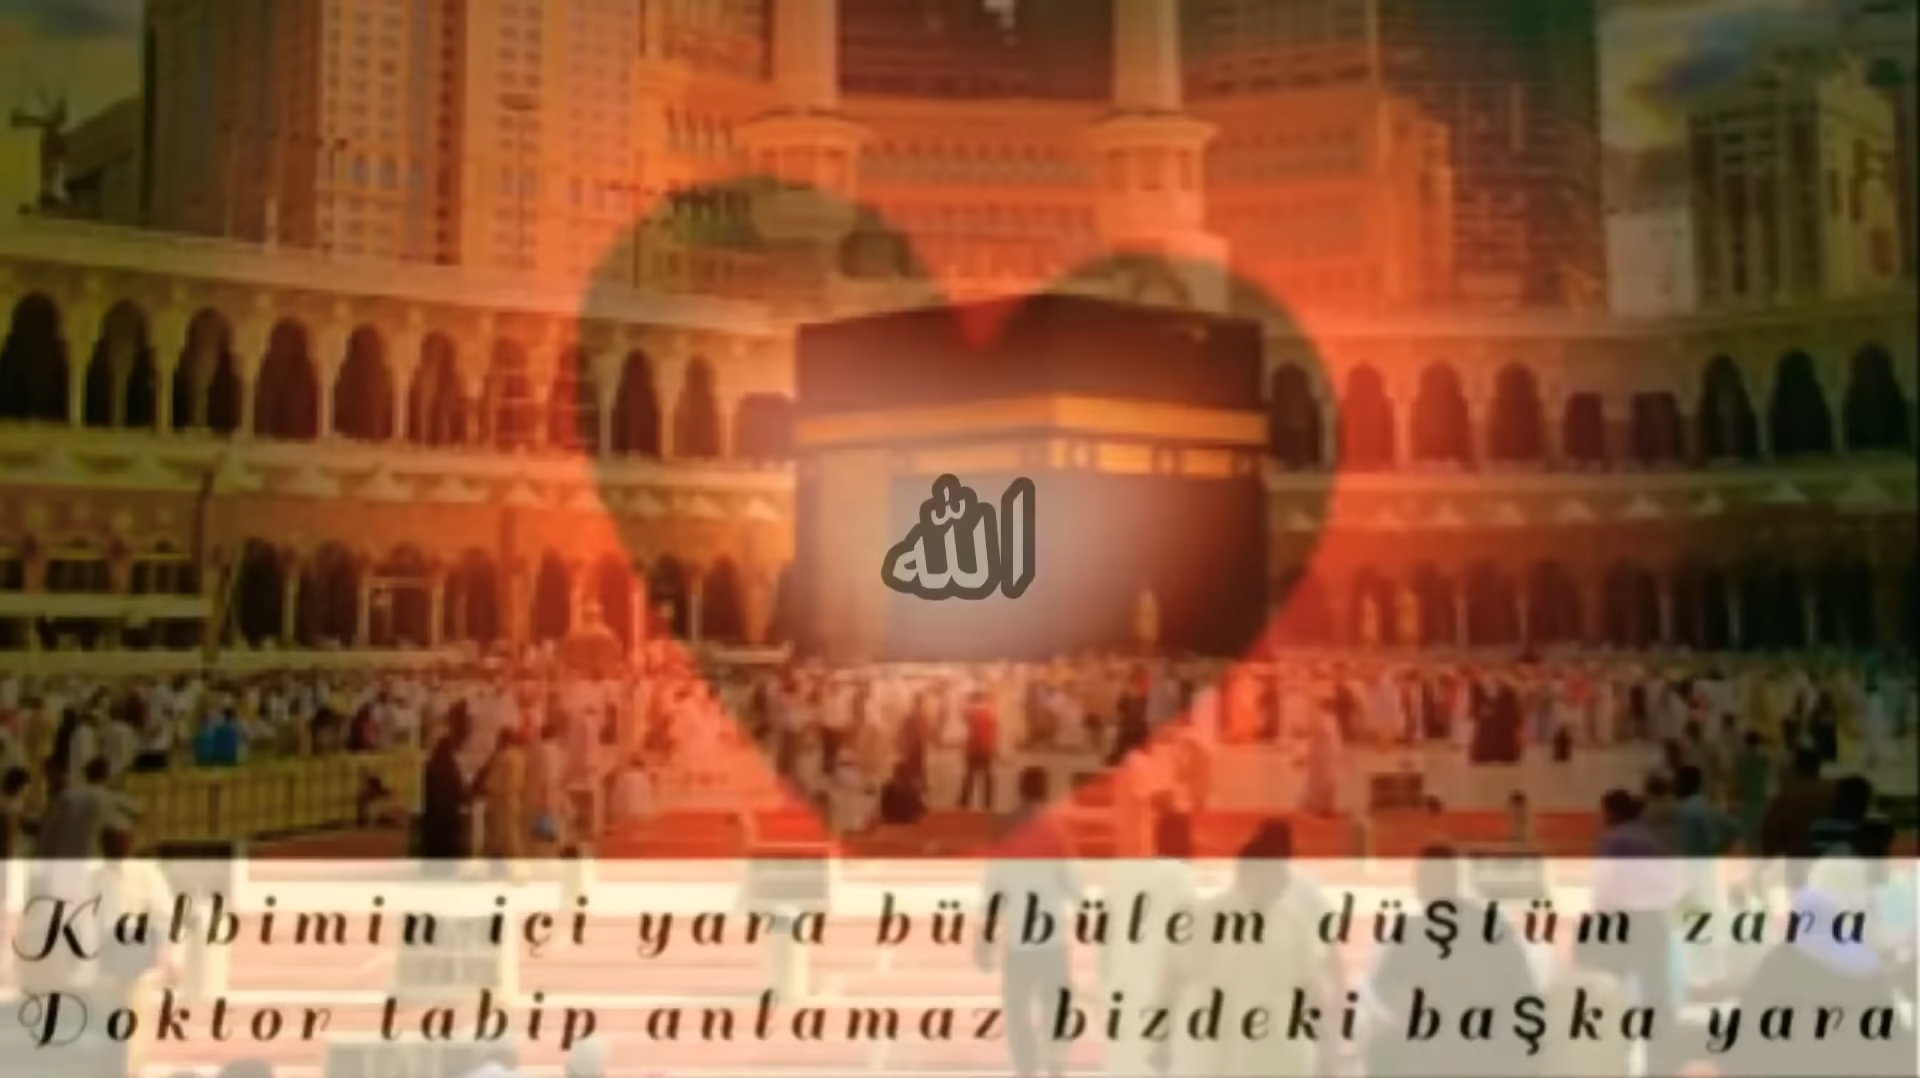 الله
Kalbimin içi yara bülbülem düştüm zara
Doktor tabip anlamaz bizdeki başka yara